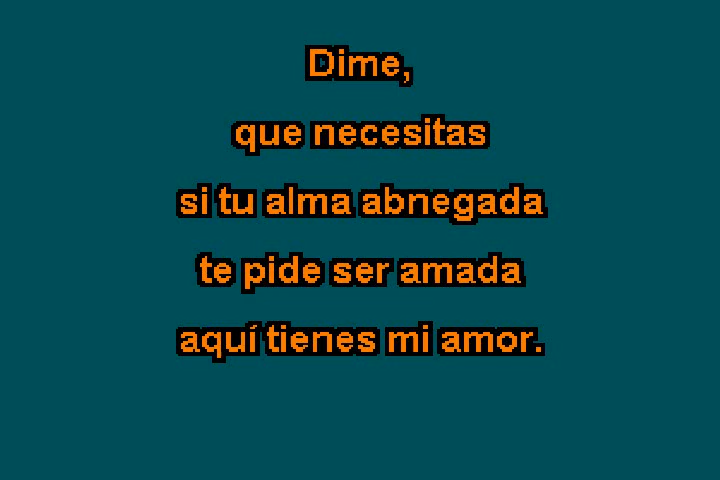 Dime,
que necesitas
si tu alma abnegada
te pide ser amada
aquí tienes mi amor.